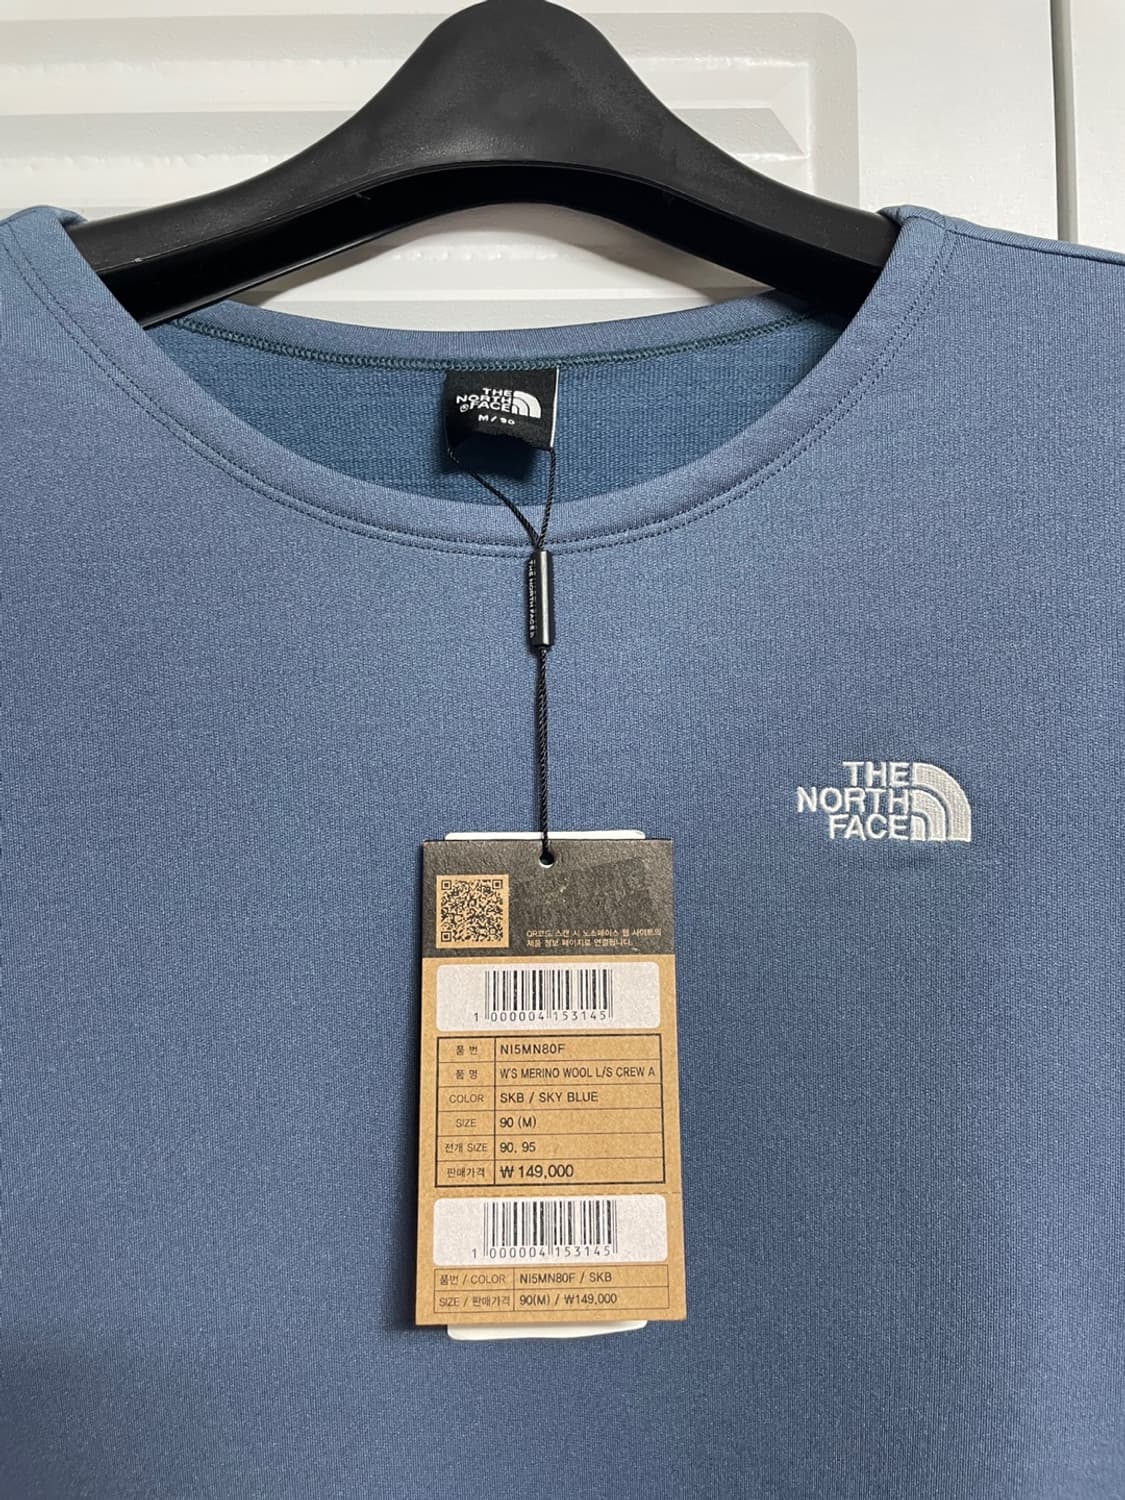 THE
NORTH
FACE
M/90
THE NORTH FACE
THE
NORTH
FACE
QR코드 스캔 시 노스페이스 웹 사이트의
제품 정보 페이지로 연결됩니다.
1 000004 153145
품 번 NI5MN80F
품 명 W'S MERINO WOOL L/S CREW A
COLOR SKB / SKY BLUE
SIZE 90 (M)
전개 SIZE 90, 95
판매가격 ₩ 149,000
1 000004 153145
품번 / COLOR NI5MN80F / SKB
SIZE / 판매가격 90(M) / ₩149,000